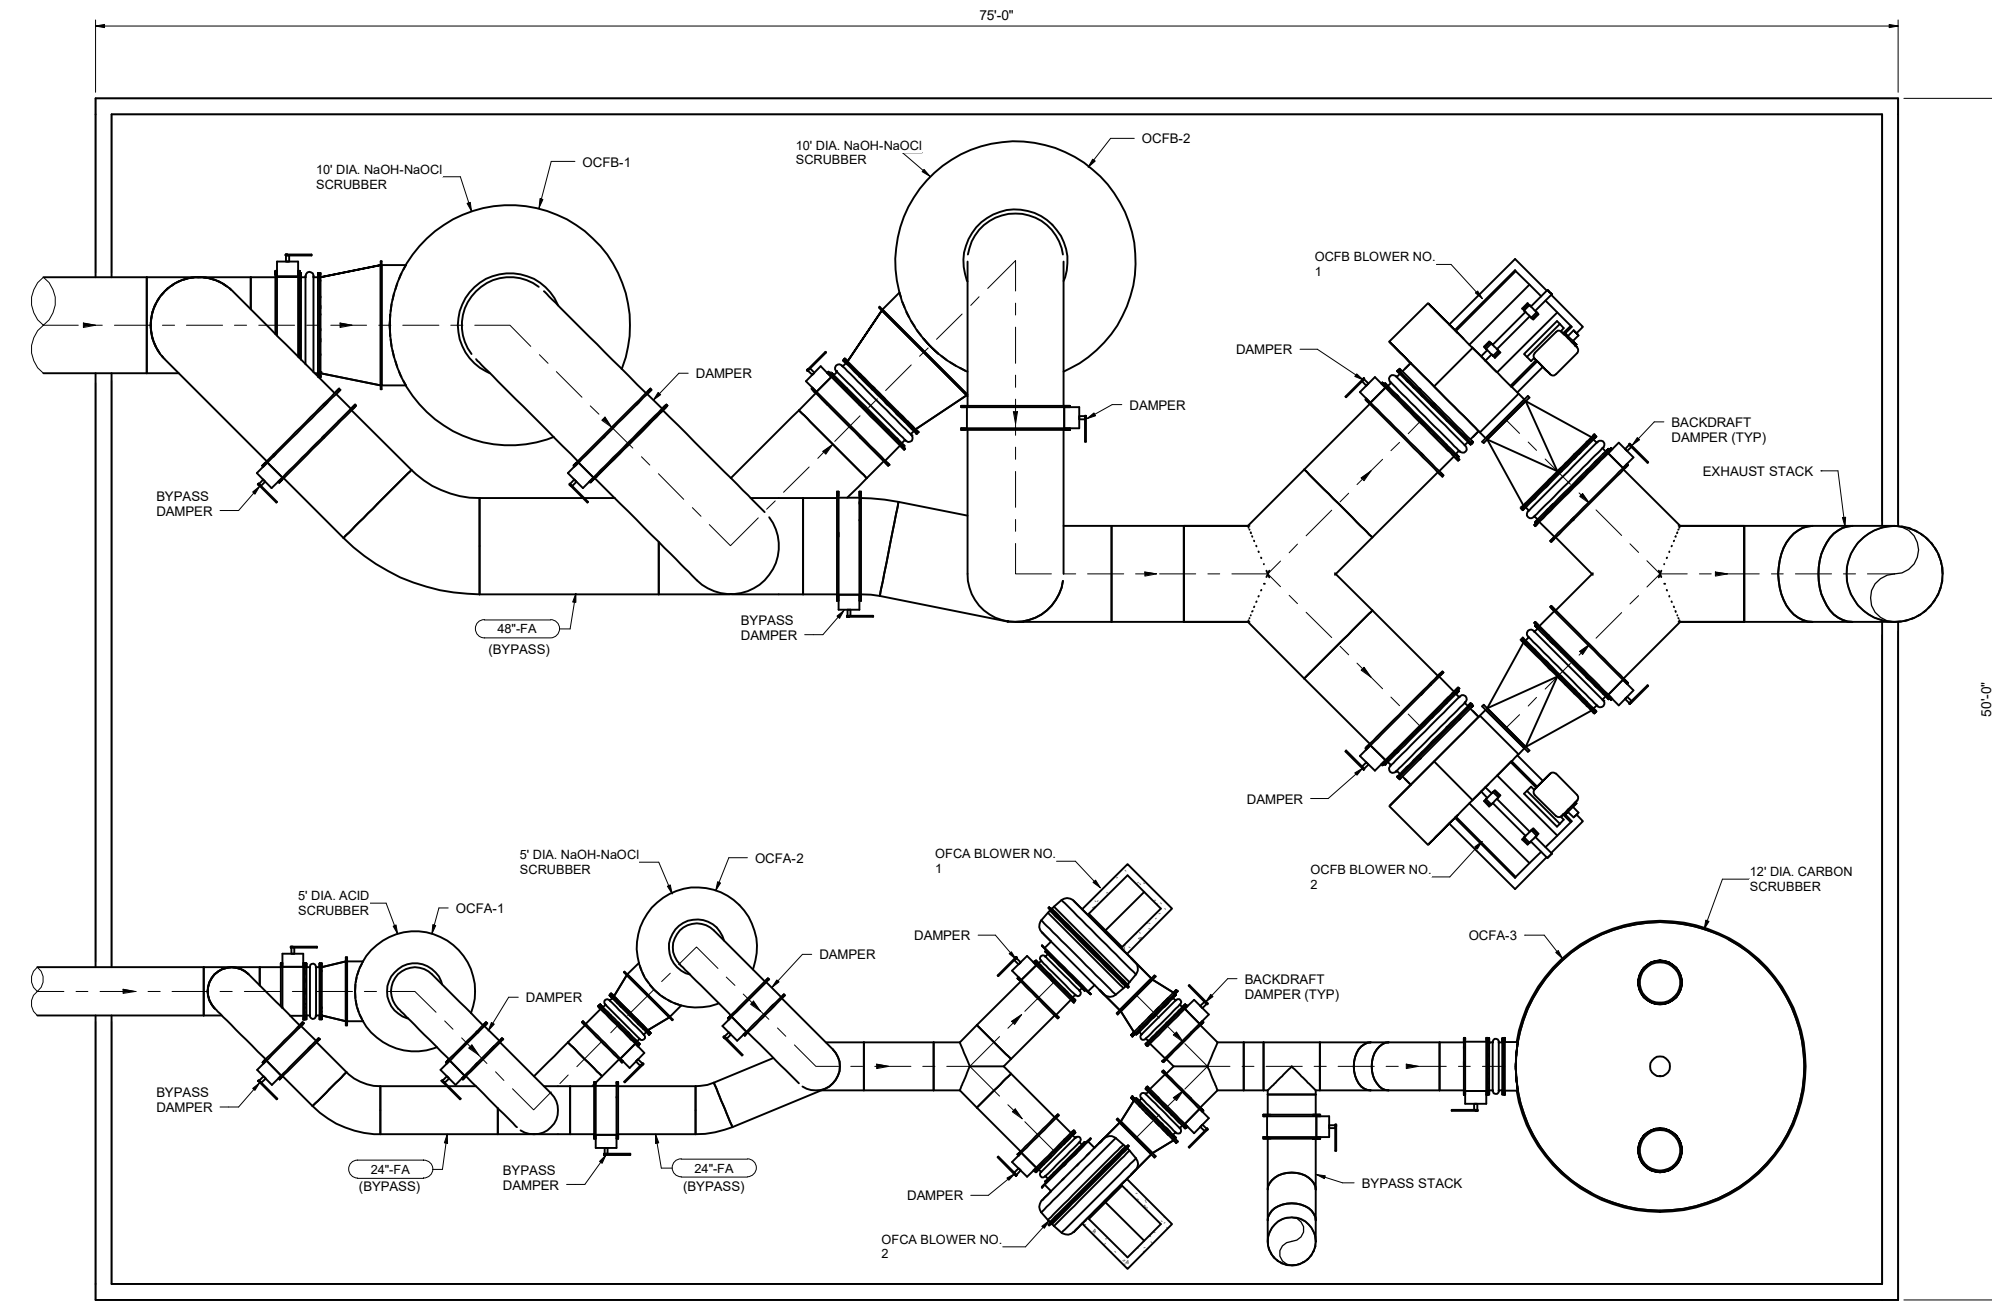 75'-0"
10' DIA. NaOH-NaOCl
SCRUBBER
OCFB-1
10' DIA. NaOH-NaOCl
SCRUBBER
OCFB-2
OCFB BLOWER NO.
1
DAMPER
DAMPER
DAMPER
BACKDRAFT
DAMPER (TYP)
EXHAUST STACK
BYPASS
DAMPER
48"-FA
(BYPASS)
BYPASS
DAMPER
50'-0"
DAMPER
OCFB BLOWER NO.
2
5' DIA. ACID
SCRUBBER
OCFA-1
5' DIA. NaOH-NaOCl
SCRUBBER
OCFA-2
OFCA BLOWER NO.
1
12' DIA. CARBON
SCRUBBER
OCFA-3
DAMPER
DAMPER
DAMPER
BACKDRAFT
DAMPER (TYP)
BYPASS
DAMPER
24"-FA
(BYPASS)
BYPASS
DAMPER
24"-FA
(BYPASS)
DAMPER
BYPASS STACK
OFCA BLOWER NO.
2